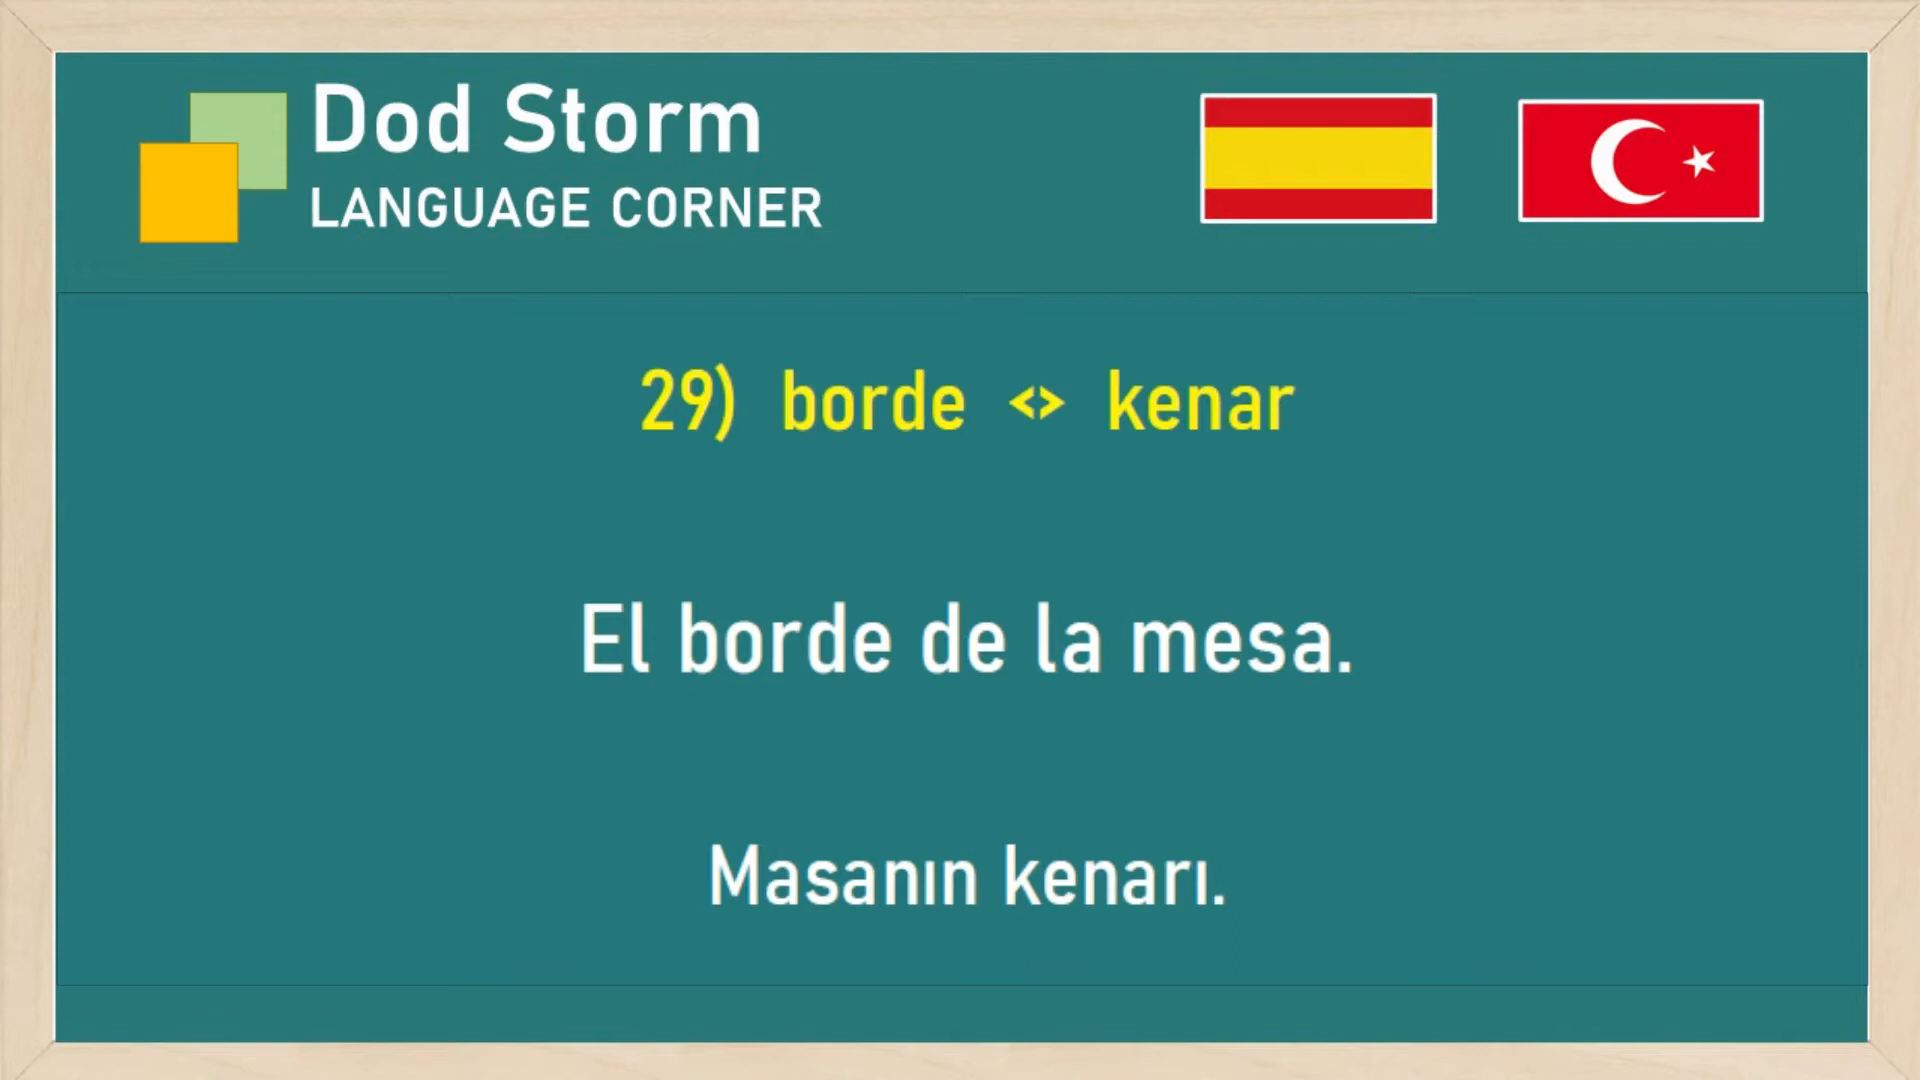 Dod Storm
LANGUAGE CORNER
29) borde <> kenar
El borde de la mesa.
Masanın kenarı.